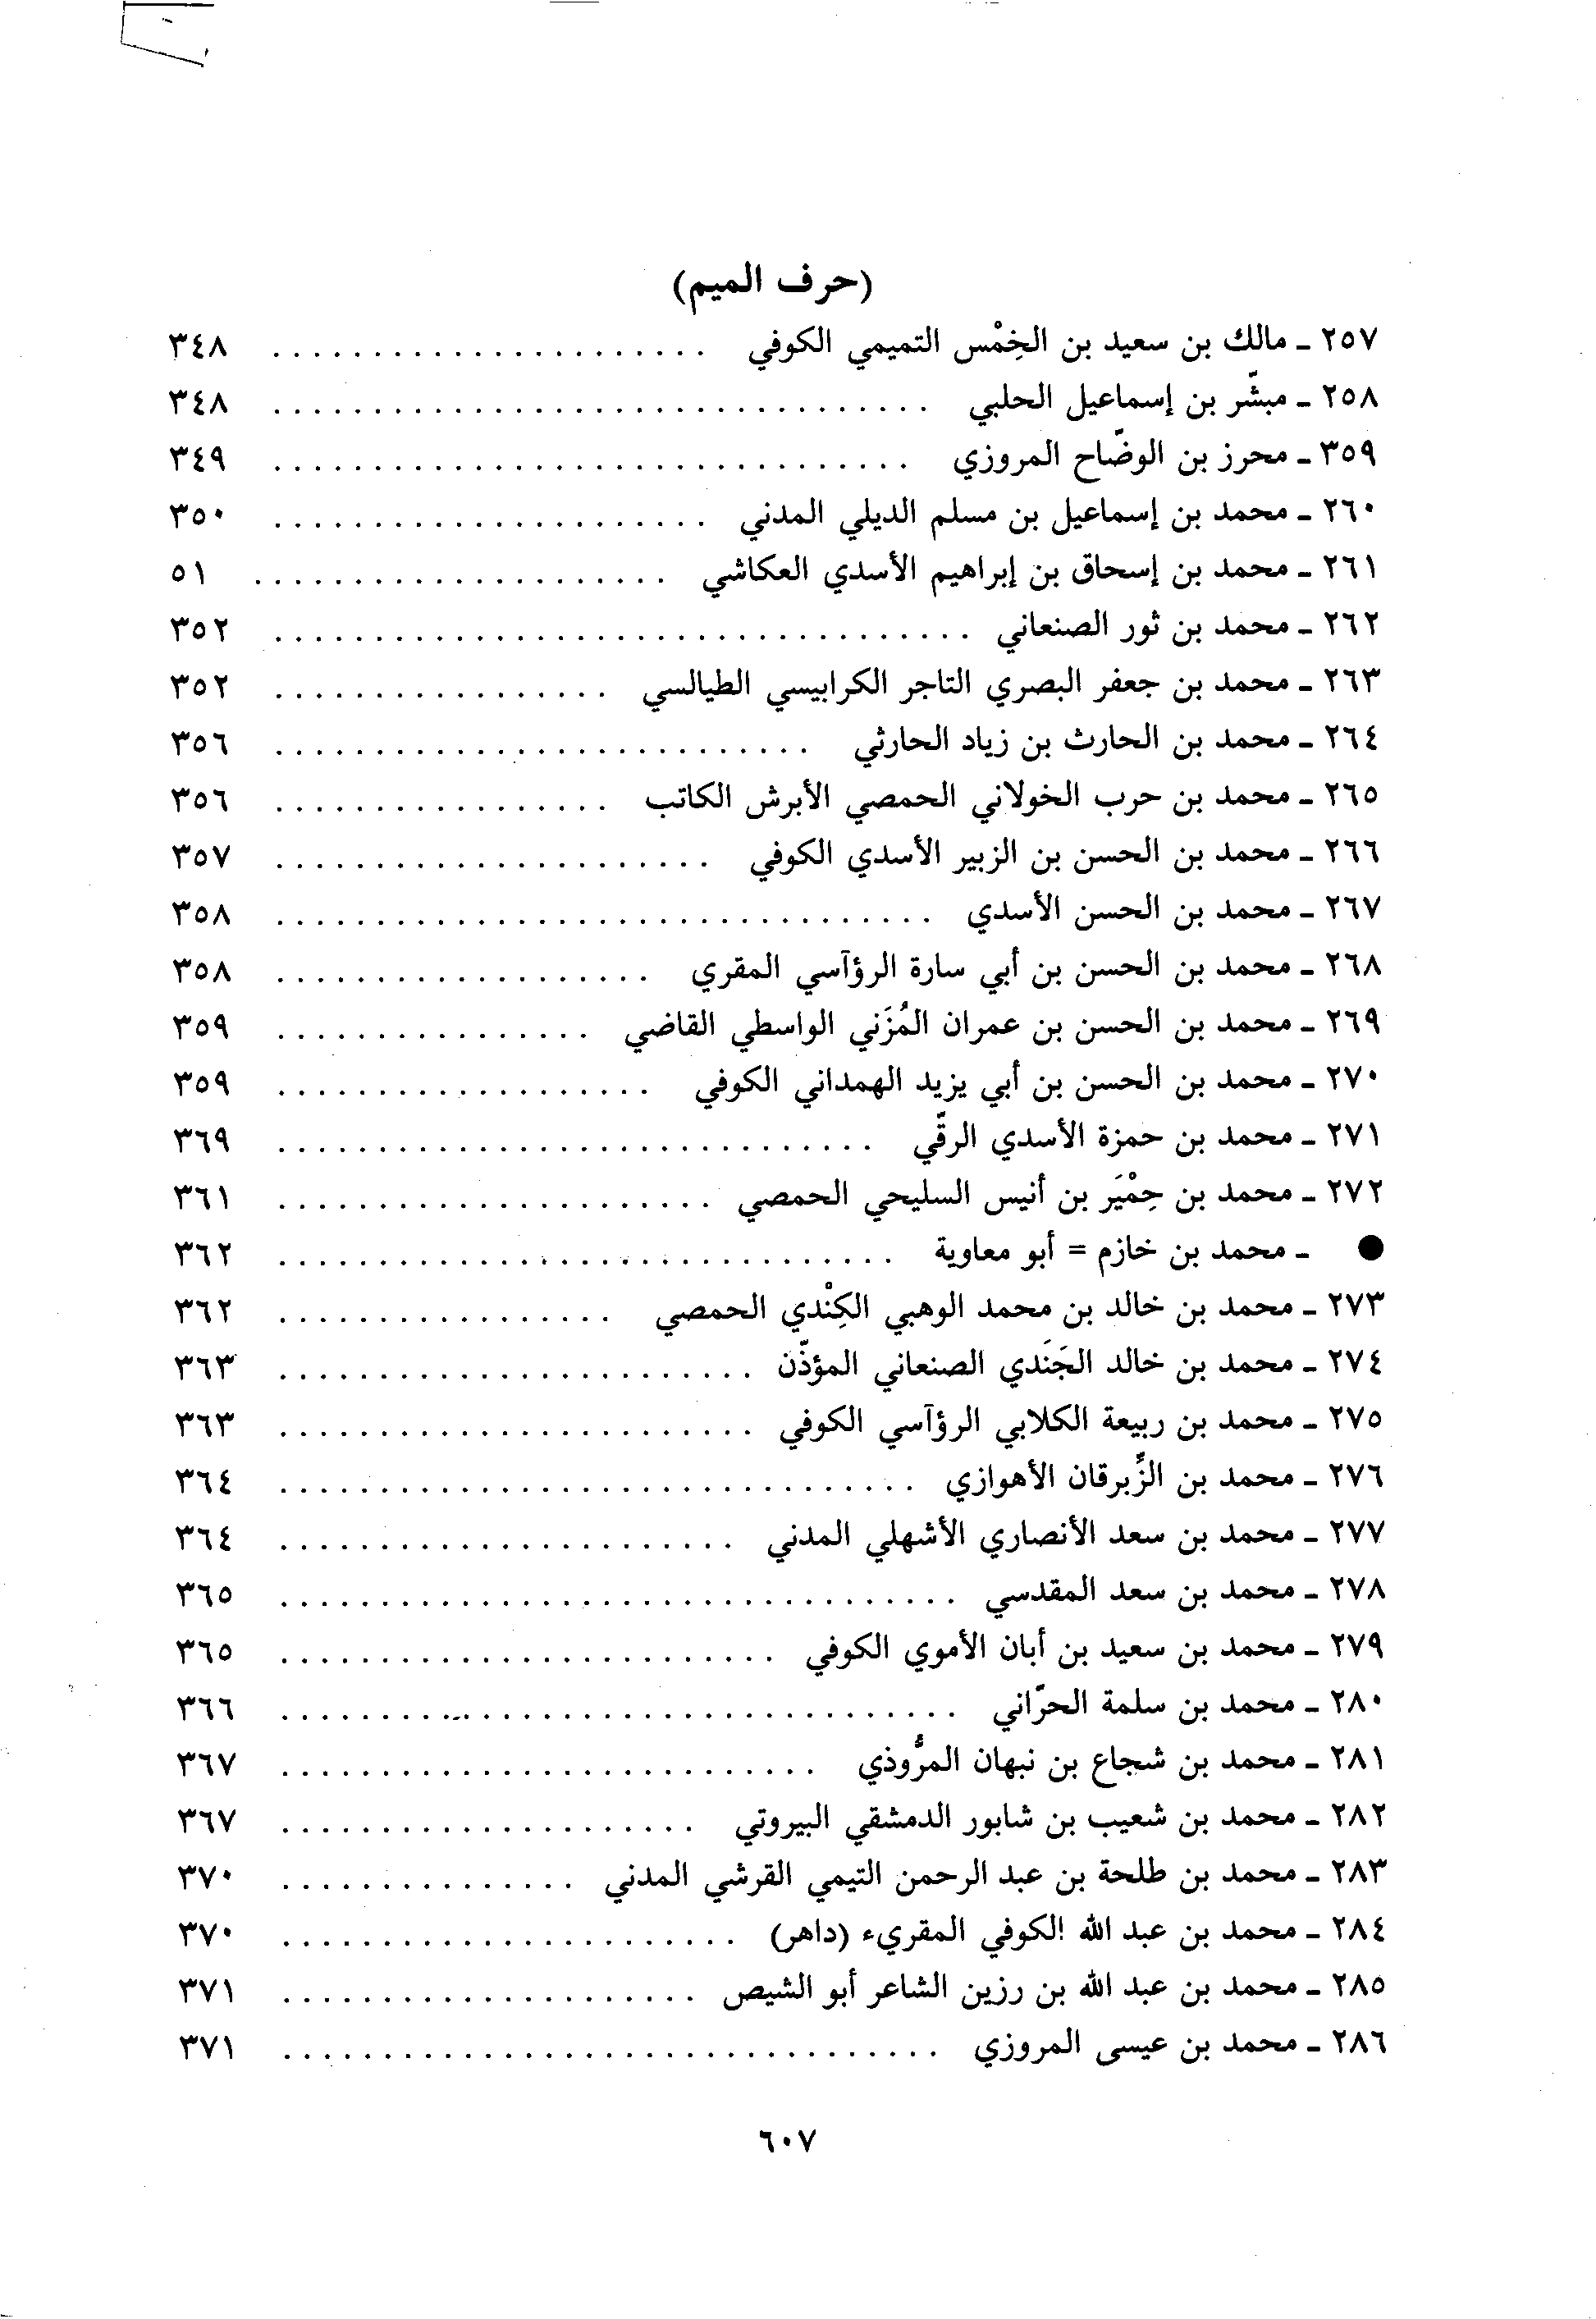 (حرف الميم)
٢٥٧ - مالك بن سعيد بن الخِمْس التميمي الكوفي ...................... ٣٤٨
٢٥٨ - مبشّر بن إسماعيل الحلبي ................................. ٣٤٨
٣٥٩ - محرز بن الوضّاح المروزي ................................ ٣٤٩
٢٦٠ - محمد بن إسماعيل بن مسلم الديلي المدني ...................... ٣٥٠
٢٦١ - محمد بن إسحاق بن إبراهيم الأسدي العكاشي ..................... ٥١
٢٦٢ - محمد بن ثور الصنعاني ................................... ٣٥٢
٢٦٣ - محمد بن جعفر البصري التاجر الكرابيسي الطيالسي ................. ٣٥٢
٢٦٤ - محمد بن الحارث بن زياد الحارثي ........................... ٣٥٦
٢٦٥ - محمد بن حرب الخولاني الحمصي الأبرش الكاتب ................. ٣٥٦
٢٦٦ - محمد بن الحسن بن الزبير الأسدي الكوفي ...................... ٣٥٧
٢٦٧ - محمد بن الحسن الأسدي ................................. ٣٥٨
٢٦٨ - محمد بن الحسن بن أبي سارة الرؤآسي المقري ................... ٣٥٨
٢٦٩ - محمد بن الحسن بن عمران المُزَني الواسطي القاضي ................ ٣٥٩
٢٧٠ - محمد بن الحسن بن أبي يزيد الهمداني الكوفي ................... ٣٥٩
٢٧١ - محمد بن حمزة الأسدي الرقّي .............................. ٣٦٩
٢٧٢ - محمد بن حِمْيَر بن أنيس السليحي الحمصي ...................... ٣٦١
● - محمد بن خازم = أبو معاوية ............................... ٣٦٢
٢٧٣ - محمد بن خالد بن محمد الوهبي الكِنْدي الحمصي ................. ٣٦٢
٢٧٤ - محمد بن خالد الجَنَدي الصنعاني المؤذّن ........................ ٣٦٣
٢٧٥ - محمد بن ربيعة الكلابي الرؤآسي الكوفي ........................ ٣٦٣
٢٧٦ - محمد بن الزِّبرقان الأهوازي ................................ ٣٦٤
٢٧٧ - محمد بن سعد الأنصاري الأشهلي المدني ....................... ٣٦٤
٢٧٨ - محمد بن سعد المقدسي .................................. ٣٦٥
٢٧٩ - محمد بن سعيد بن أبان الأموي الكوفي ......................... ٣٦٥
٢٨٠ - محمد بن سلمة الحرّاني .................................. ٣٦٦
٢٨١ - محمد بن شجاع بن نبهان المرُّوذي ........................... ٣٦٧
٢٨٢ - محمد بن شعيب بن شابور الدمشقي البيروتي ..................... ٣٦٧
٢٨٣ - محمد بن طلحة بن عبد الرحمن التيمي القرشي المدني ............... ٣٧٠
٢٨٤ - محمد بن عبد الله الكوفي المقريء (داهر) ....................... ٣٧٠
٢٨٥ - محمد بن عبد الله بن رزين الشاعر أبو الشيص ..................... ٣٧١
٢٨٦ - محمد بن عيسى المروزي ................................. ٣٧١
٦٠٧